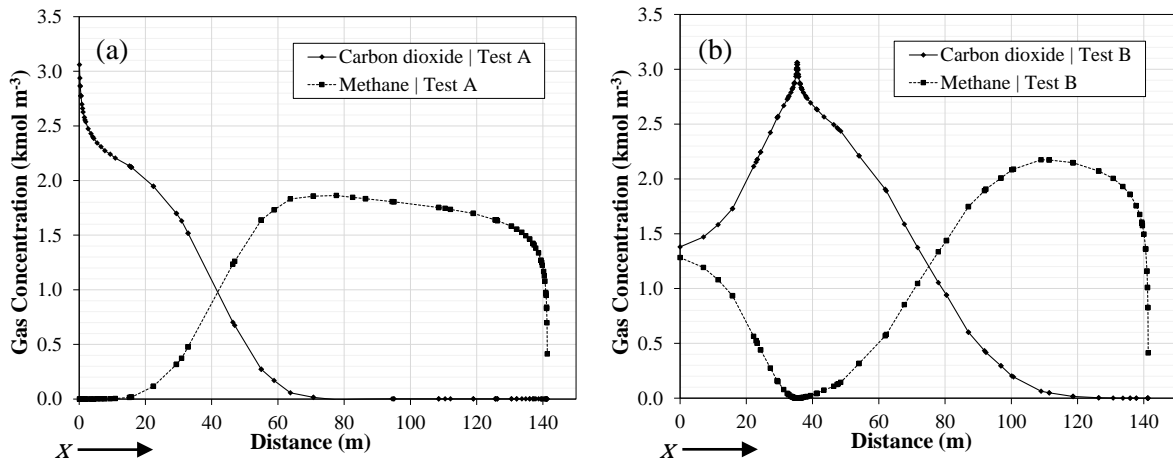 (a)
Carbon dioxide | Test A
Methane | Test A
Gas Concentration (kmol m⁻³)
3.5
3.0
2.5
2.0
1.5
1.0
0.5
0.0
0 20 40 60 80 100 120 140
Distance (m)
X
(b)
Carbon dioxide | Test B
Methane | Test B
Gas Concentration (kmol m⁻³)
3.5
3.0
2.5
2.0
1.5
1.0
0.5
0.0
0 20 40 60 80 100 120 140
Distance (m)
X